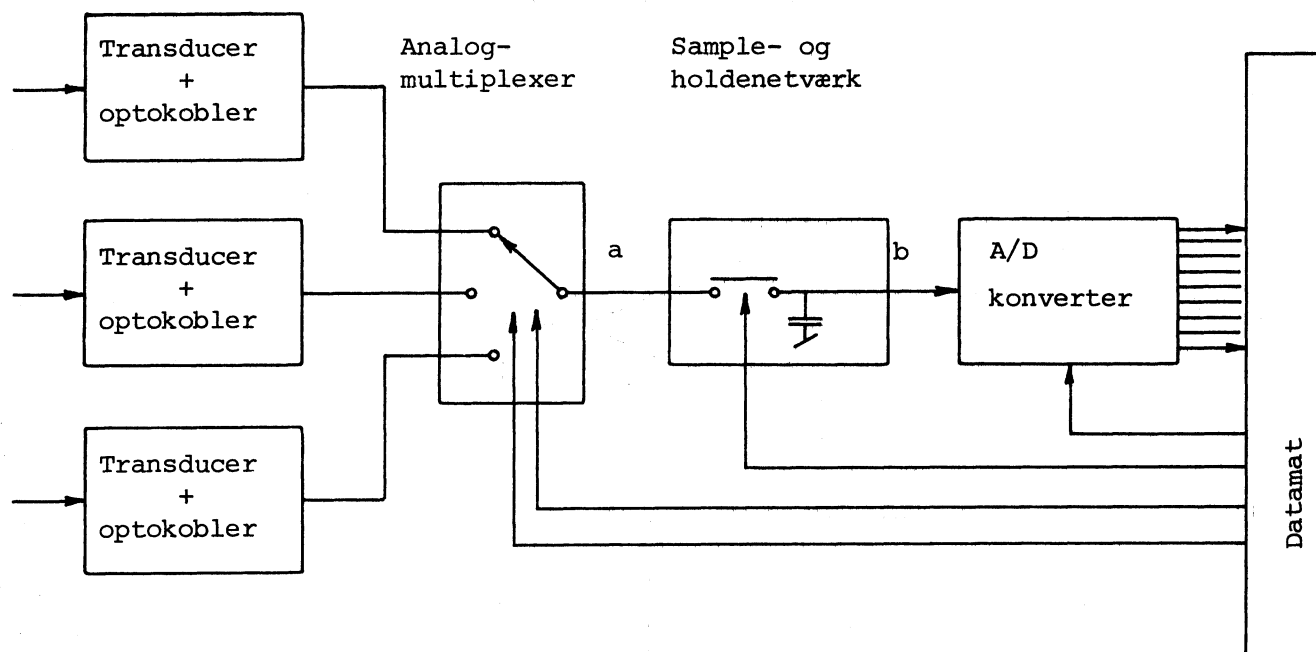 Transducer
+
optokobler
Analog-
multiplexer
Sample- og
holdenetværk
Transducer
+
optokobler
a
b
A/D
konverter
Transducer
+
optokobler
Datamat